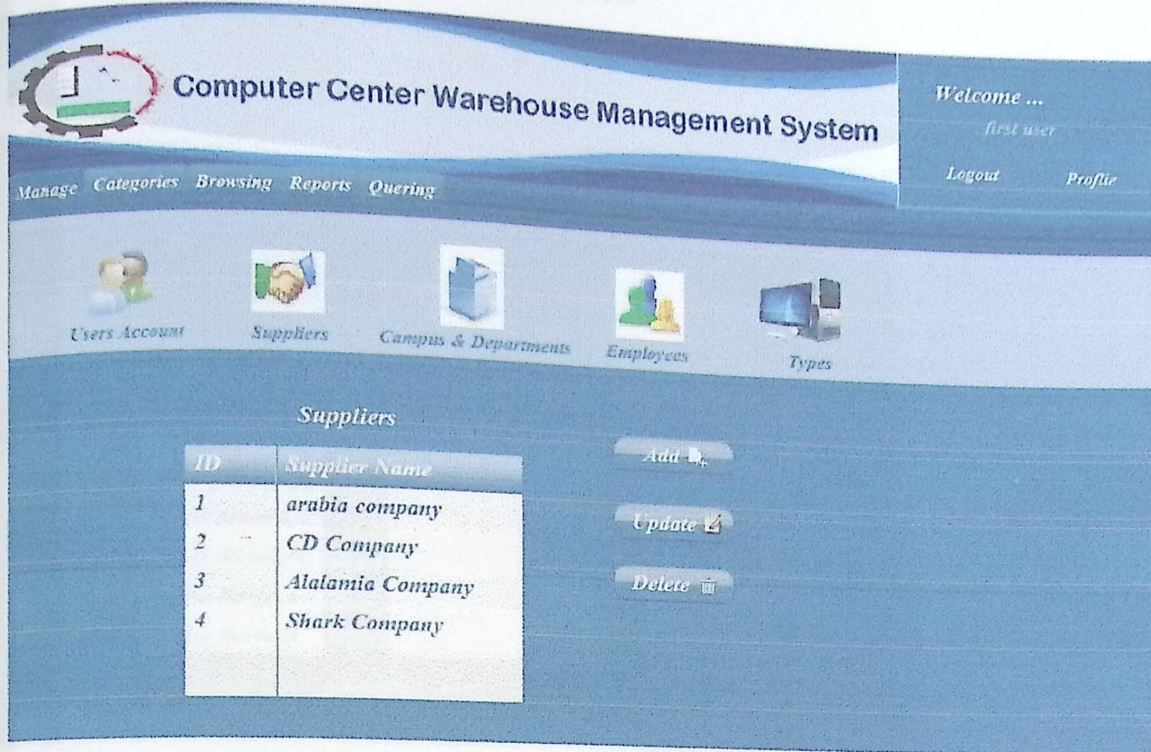 Computer Center Warehouse Management System
Welcome ...
first user
Logout Proflie
Manage Categories Browsing Reports Quering
Users Account Suppliers Campus & Departments Employees Types
Suppliers
ID Supplier Name
1 arabia company
2 CD Company
3 Alalamia Company
4 Shark Company
Add
Update
Delete